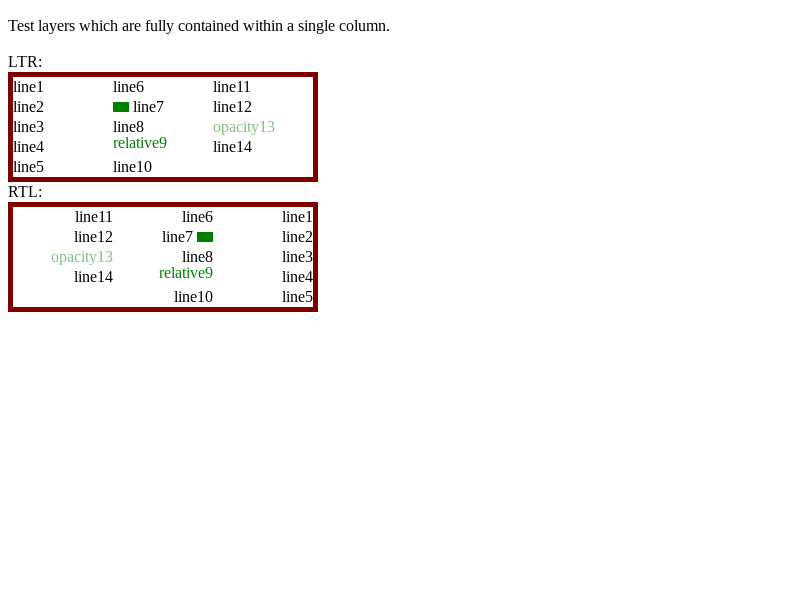 Test layers which are fully contained within a single column.
LTR:
line1
line2
line3
line4
line5
line6
line7
line8
relative9
line10
line11
line12
opacity13
line14
RTL:
line1
line2
line3
line4
line5
line6
line7
line8
relative9
line10
line11
line12
opacity13
line14